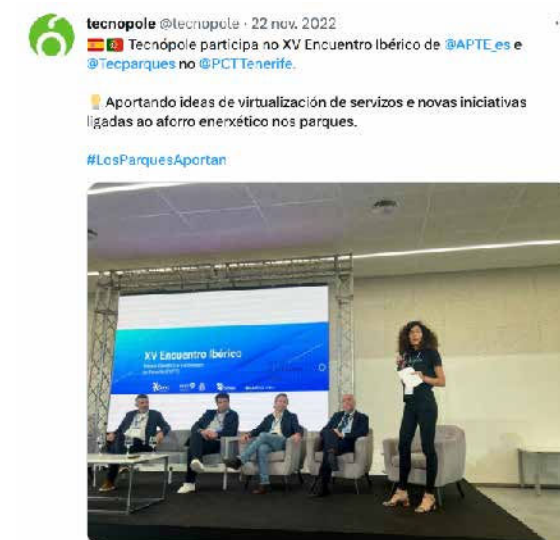 tecnopole @tecnopole · 22 nov. 2022
🇪🇸 🇵🇹 Tecnópole participa no XV Encuentro Ibérico de @APTE_es e
@Tecparques no @PCTTenerife.
💡 Aportando ideas de virtualización de servizos e novas iniciativas
ligadas ao aforro enerxético nos parques.
#LosParquesAportan
XV Encuentro Ibérico